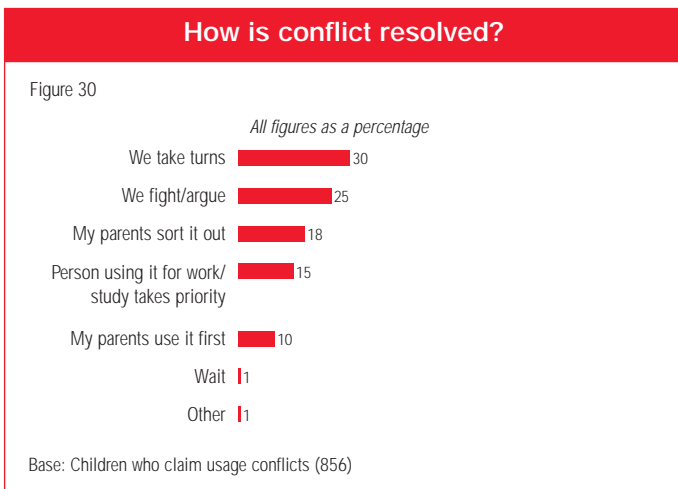 How is conflict resolved?
Figure 30
All figures as a percentage
We take turns 30
We fight/argue 25
My parents sort it out 18
Person using it for work/
study takes priority 15
My parents use it first 10
Wait 1
Other 1
Base: Children who claim usage conflicts (856)